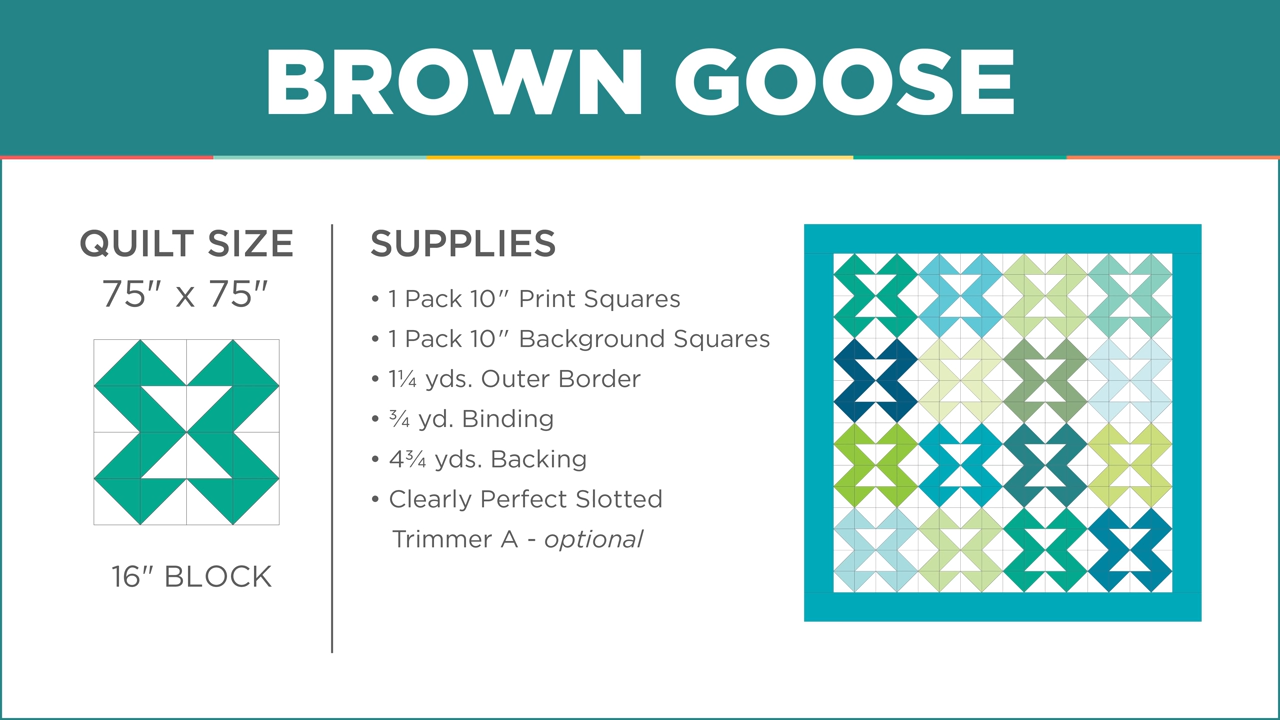 BROWN GOOSE
QUILT SIZE
75" x 75"
16" BLOCK
SUPPLIES
• 1 Pack 10" Print Squares
• 1 Pack 10" Background Squares
• 1¼ yds. Outer Border
• ¾ yd. Binding
• 4¾ yds. Backing
• Clearly Perfect Slotted
Trimmer A - optional